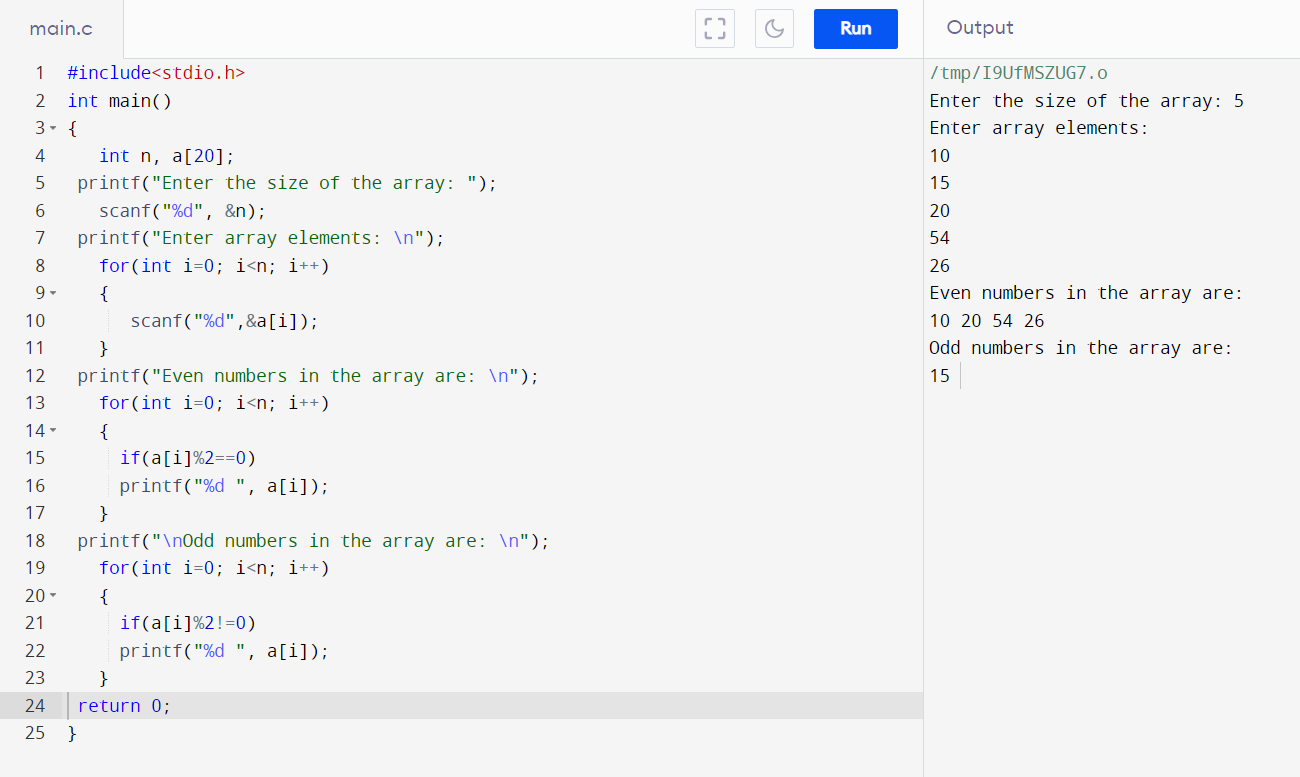 main.c
Run
Output
1 #include<stdio.h>
2 int main()
3 {
4    int n, a[20];
5  printf("Enter the size of the array: ");
6    scanf("%d", &n);
7  printf("Enter array elements: \n");
8    for(int i=0; i<n; i++)
9    {
10       scanf("%d",&a[i]);
11    }
12  printf("Even numbers in the array are: \n");
13    for(int i=0; i<n; i++)
14    {
15      if(a[i]%2==0)
16      printf("%d ", a[i]);
17    }
18  printf("\nOdd numbers in the array are: \n");
19    for(int i=0; i<n; i++)
20    {
21      if(a[i]%2!=0)
22      printf("%d ", a[i]);
23    }
24  return 0;
25 }
/tmp/I9UfMSZUG7.o
Enter the size of the array: 5
Enter array elements:
10
15
20
54
26
Even numbers in the array are:
10 20 54 26
Odd numbers in the array are:
15